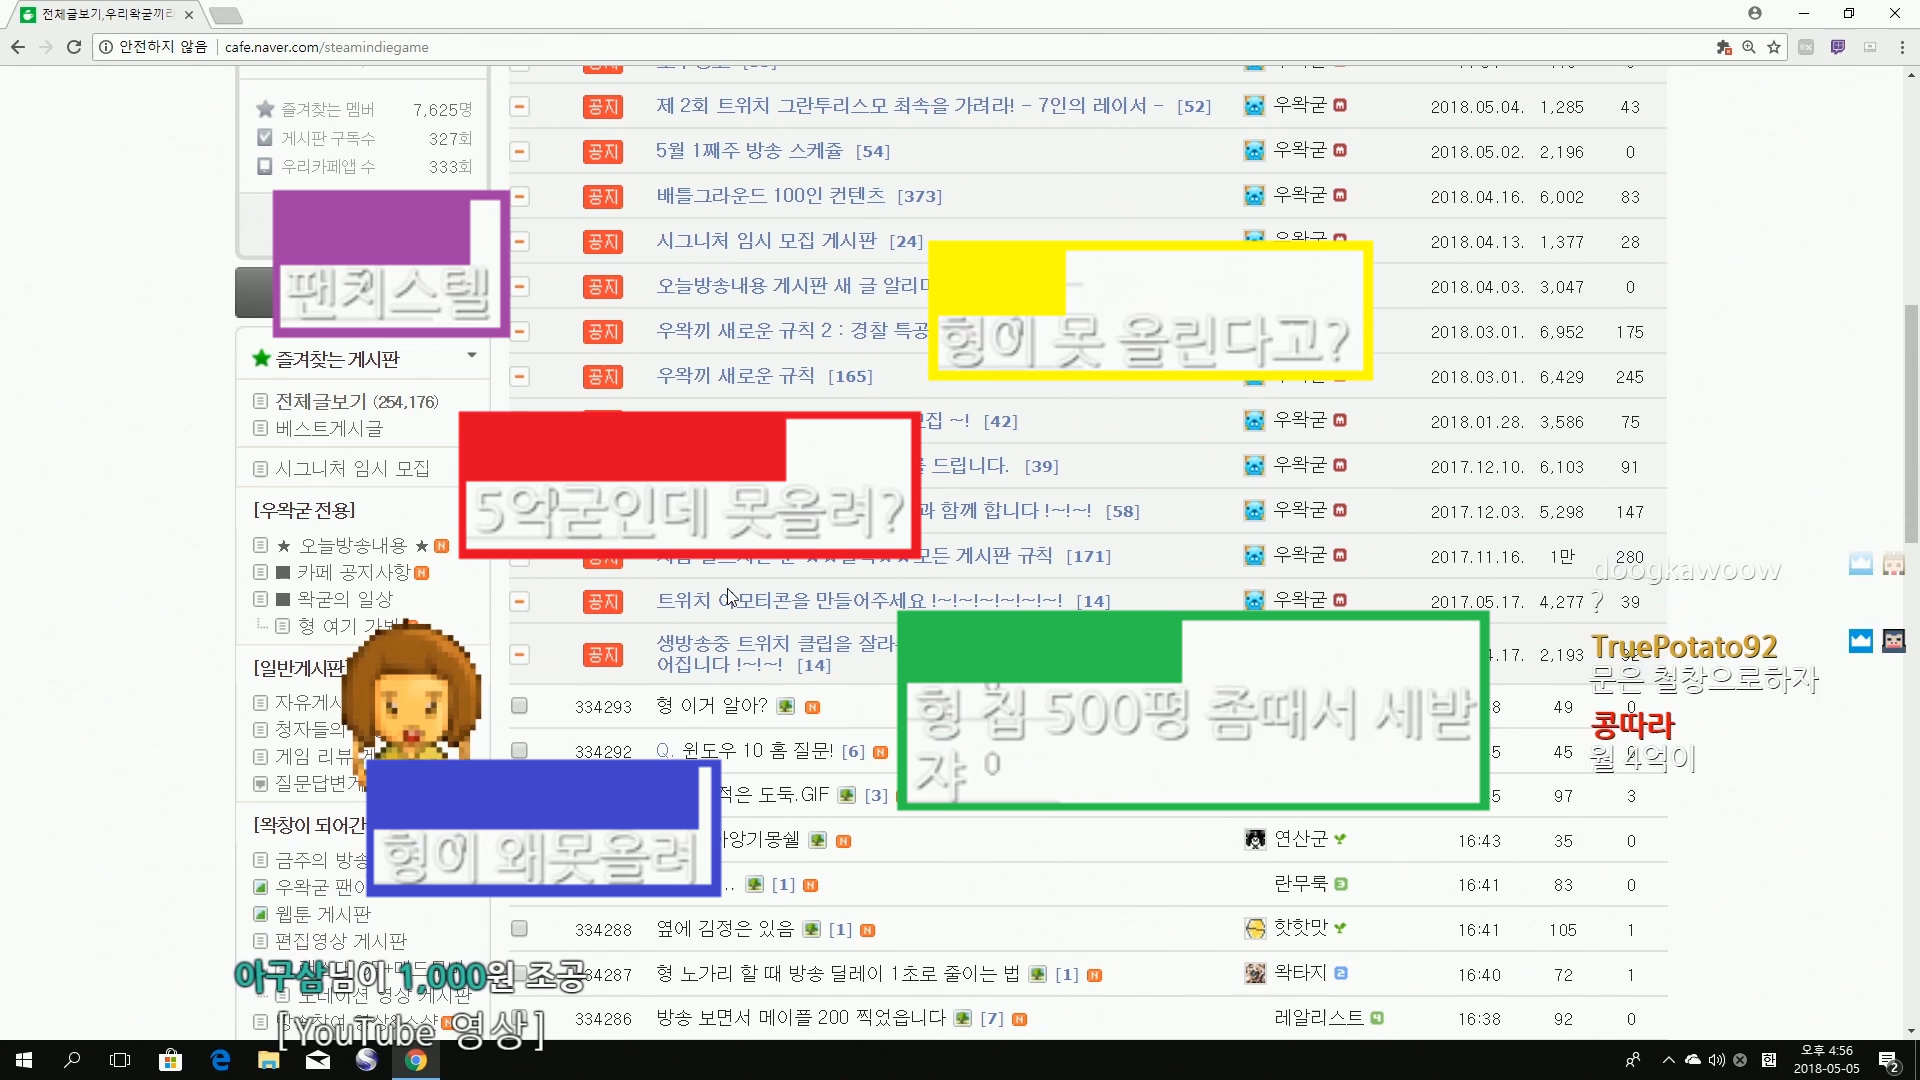 전체글보기,우리왁굳끼리
안전하지 않음 cafe.naver.com/steamindiegame
즐겨찾는 멤버 7,625명
게시판 구독수 327회
우리카페앱 수 333회
팬치스텔
즐겨찾는 게시판
전체글보기 (254,176)
베스트게시글
시그니처 임시 모집
[우왁굳 전용]
★ 오늘방송내용 ★
■ 카페 공지사항
■ 왁굳의 일상
형 여기 가봐
[일반게시판
자유게시
청자들의
게임 리뷰 게
질문답변게
[왁창이 되어간
금주의 방송
우왁굳 팬아
웹툰 게시판
편집영상 게시판
도네이션 영상 게시판
공지 제 2회 트위치 그란투리스모 최속을 가려라! - 7인의 레이서 - [52] 우왁굳 2018.05.04. 1,285 43
공지 5월 1째주 방송 스케쥴 [54] 우왁굳 2018.05.02. 2,196 0
공지 배틀그라운드 100인 컨텐츠 [373] 우왁굳 2018.04.16. 6,002 83
공지 시그니처 임시 모집 게시판 [24] 우왁굳 2018.04.13. 1,377 28
공지 오늘방송내용 게시판 새 글 알리미 2018.04.03. 3,047 0
공지 우왁끼 새로운 규칙 2 : 경찰 특공 2018.03.01. 6,952 175
공지 우왁끼 새로운 규칙 [165] 2018.03.01. 6,429 245
모집 ~! [42] 우왁굳 2018.01.28. 3,586 75
드립니다. [39] 우왁굳 2017.12.10. 6,103 91
과 함께 합니다 !~!~! [58] 우왁굳 2017.12.03. 5,298 147
공지 모든 게시판 규칙 [171] 우왁굳 2017.11.16. 1만 280
공지 트위치 이모티콘을 만들어주세요 !~!~!~!~!~!~! [14] 우왁굳 2017.05.17. 4,277 39
공지 생방송중 트위치 클립을 잘라 .17. 2,193
어집니다 !~!~! [14]
형이 못 올린다고?
5악굳인데 못올려?
형 집 500평 좀때서 세받
쟈
형이 왜못올려
334293 형 이거 알아? 49 0
334292 Q. 윈도우 10 홈 질문! [6] 45
적은 도둑.GIF [3] 97 3
아앙기몽쉘 연산군 16:43 35 0
.. [1] 란무룩 16:41 83 0
334288 옆에 김정은 있음 [1] 핫핫맛 16:41 105 1
34287 형 노가리 할 때 방송 딜레이 1초로 줄이는 법 [1] 왁타지 16:40 72 1
334286 방송 보면서 메이플 200 찍었읍니다 [7] 레알리스트 16:38 92 0
doogkawoow
?
TruePotato92
문은 철창으로하자
콩따라
월 4억이
아구삼님이 1,000원 조공
[YouTube 영상]
오후 4:56
2018-05-05